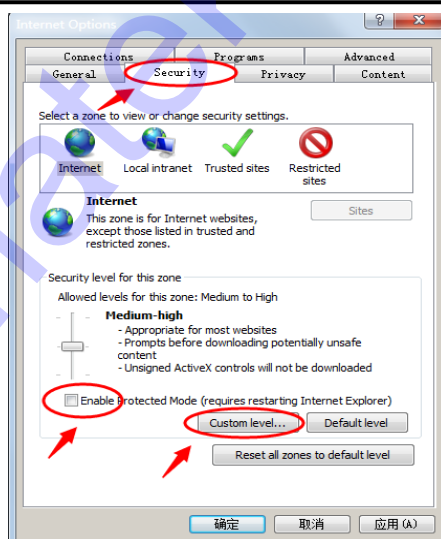 Internet Options
Connections Programs Advanced
General Security Privacy Content
Select a zone to view or change security settings.
Internet Local intranet Trusted sites Restricted
sites
Internet
This zone is for Internet websites,
except those listed in trusted and
restricted zones.
Sites
Security level for this zone
Allowed levels for this zone: Medium to High
Medium-high
- Appropriate for most websites
- Prompts before downloading potentially unsafe
content
- Unsigned ActiveX controls will not be downloaded
Enable Protected Mode (requires restarting Internet Explorer)
Custom level... Default level
Reset all zones to default level
确定 取消 应用(A)